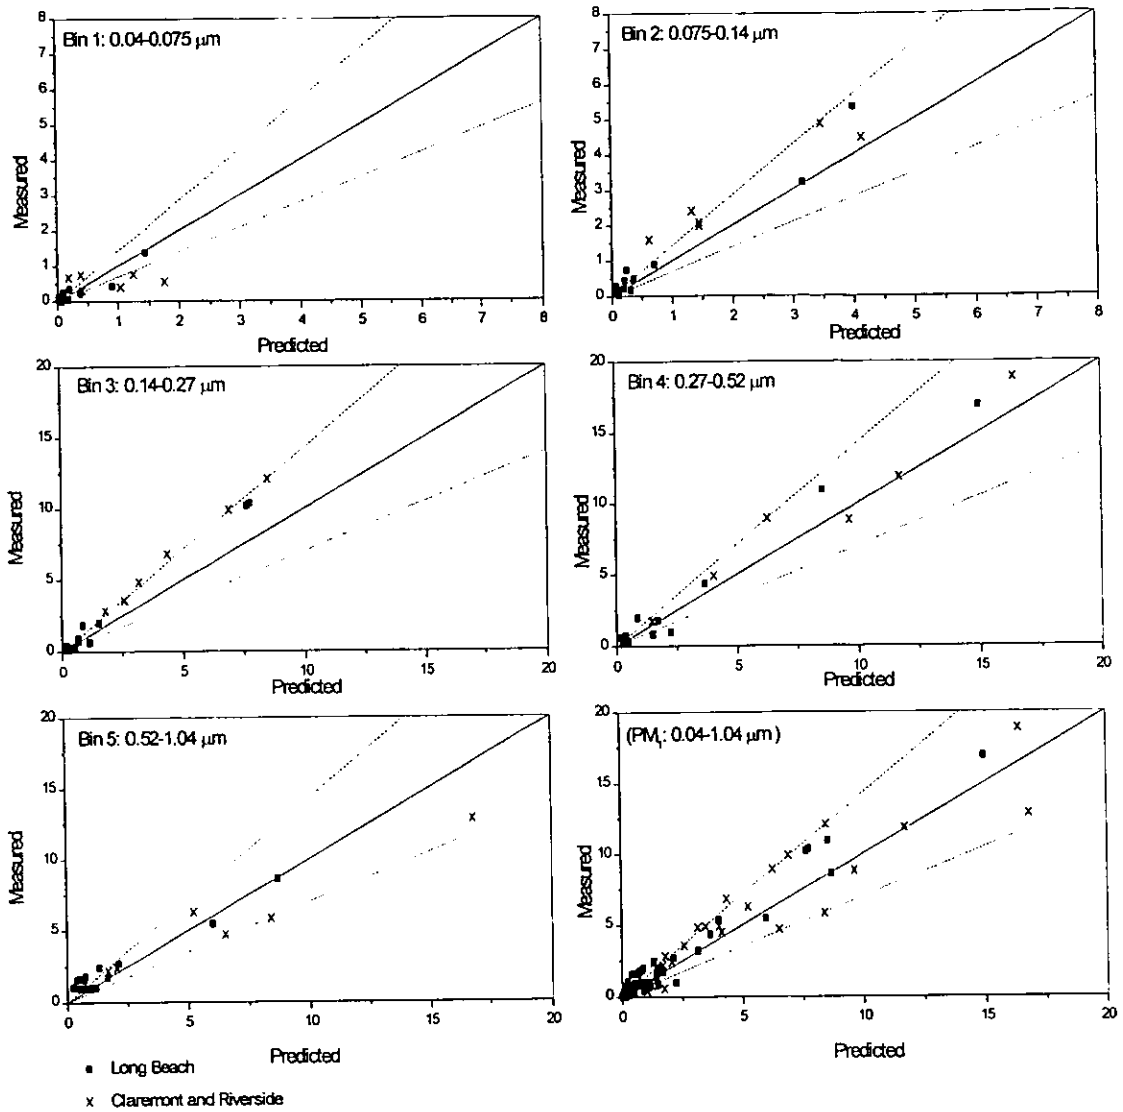 Bin 1: 0.04-0.075 μm
8
7
6
5
4
3
2
1
0
Measured
0 1 2 3 4 5 6 7 8
Predicted
Bin 2: 0.075-0.14 μm
8
7
6
5
4
3
2
1
0
Measured
0 1 2 3 4 5 6 7 8
Predicted
Bin 3: 0.14-0.27 μm
20
15
10
5
0
Measured
0 5 10 15 20
Predicted
Bin 4: 0.27-0.52 μm
20
15
10
5
0
Measured
0 5 10 15 20
Predicted
Bin 5: 0.52-1.04 μm
20
15
10
5
0
Measured
0 5 10 15 20
Predicted
(PM₁: 0.04-1.04 μm )
20
15
10
5
0
Measured
0 5 10 15 20
Predicted
Long Beach
x Claremont and Riverside